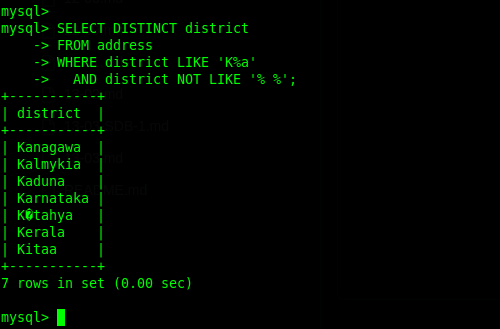 mysql>
mysql> SELECT DISTINCT district
    -> FROM address
    -> WHERE district LIKE 'K%a'
    ->   AND district NOT LIKE '% %';
+-----------+
| district  |
+-----------+
| Kanagawa  |
| Kalmykia  |
| Kaduna    |
| Karnataka |
| K�tahya   |
| Kerala    |
| Kitaa     |
+-----------+
7 rows in set (0.00 sec)

mysql>